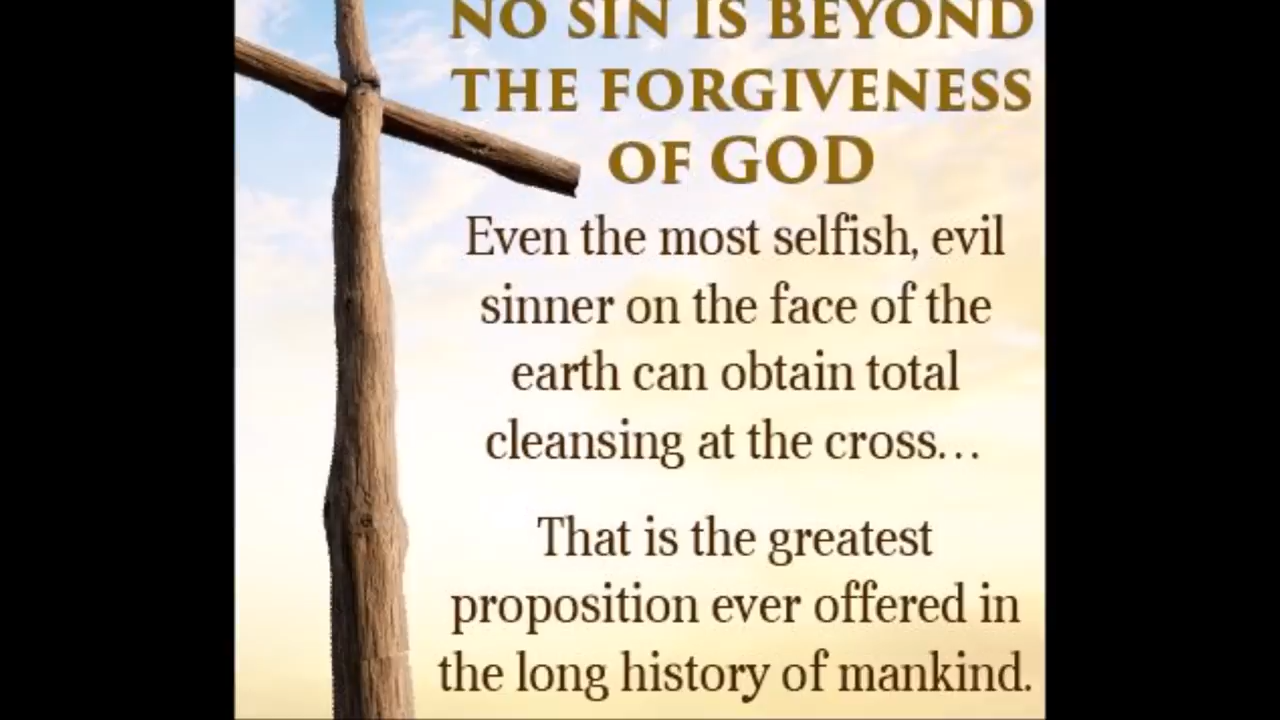 NO SIN IS BEYOND
THE FORGIVENESS
OF GOD
Even the most selfish, evil
sinner on the face of the
earth can obtain total
cleansing at the cross...
That is the greatest
proposition ever offered in
the long history of mankind.